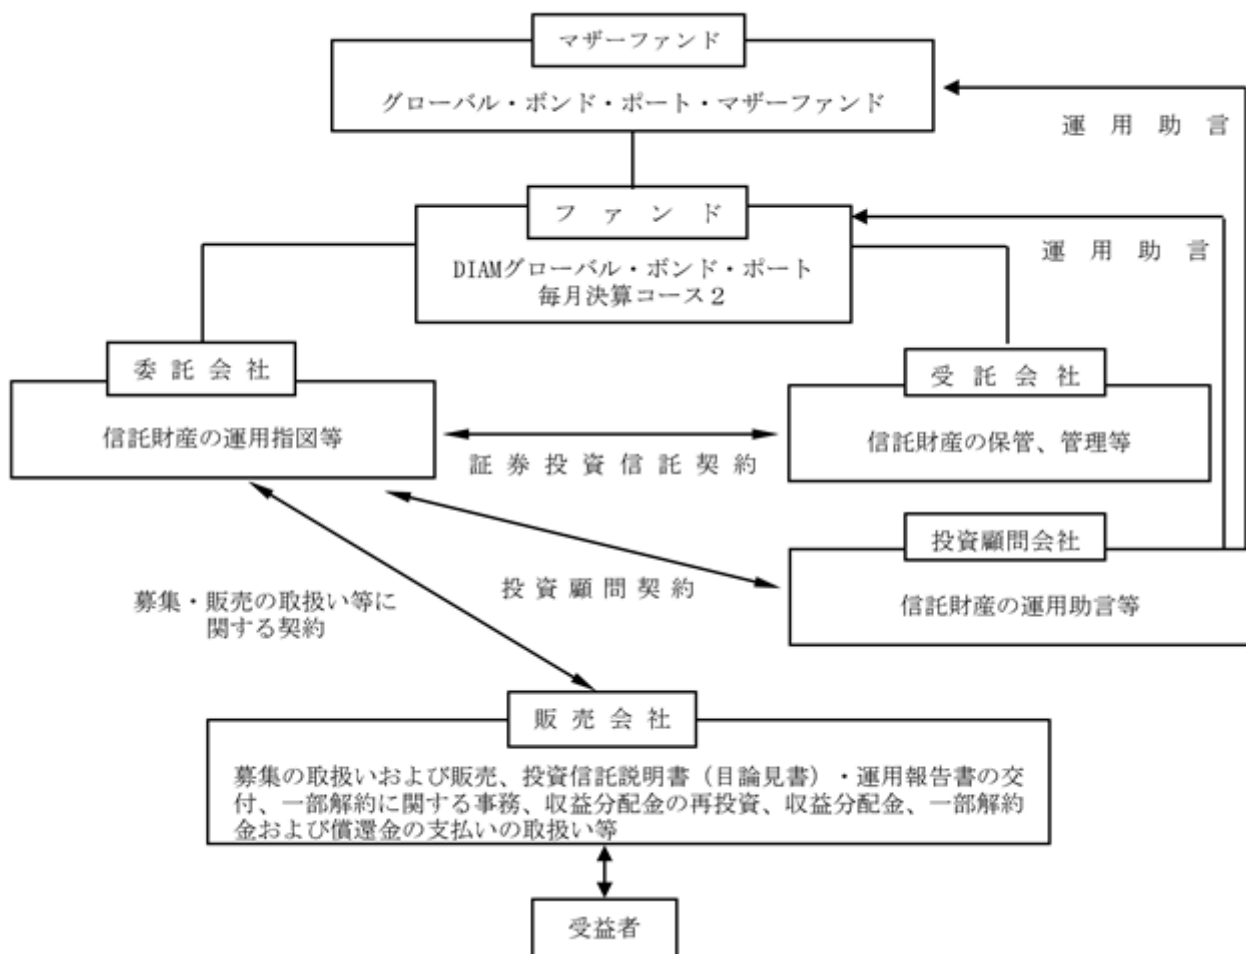 マザーファンド
グローバル・ボンド・ポート・マザーファンド
運用助言
ファンド
運用助言
DIAMグローバル・ボンド・ポート
毎月決算コース2
委託会社
信託財産の運用指図等
受託会社
信託財産の保管、管理等
証券投資信託契約
投資顧問会社
信託財産の運用助言等
投資顧問契約
募集・販売の取扱い等に
関する契約
販売会社
募集の取扱いおよび販売、投資信託説明書（目論見書）・運用報告書の交
付、一部解約に関する事務、収益分配金の再投資、収益分配金、一部解約
金および償還金の支払いの取扱い等
受益者